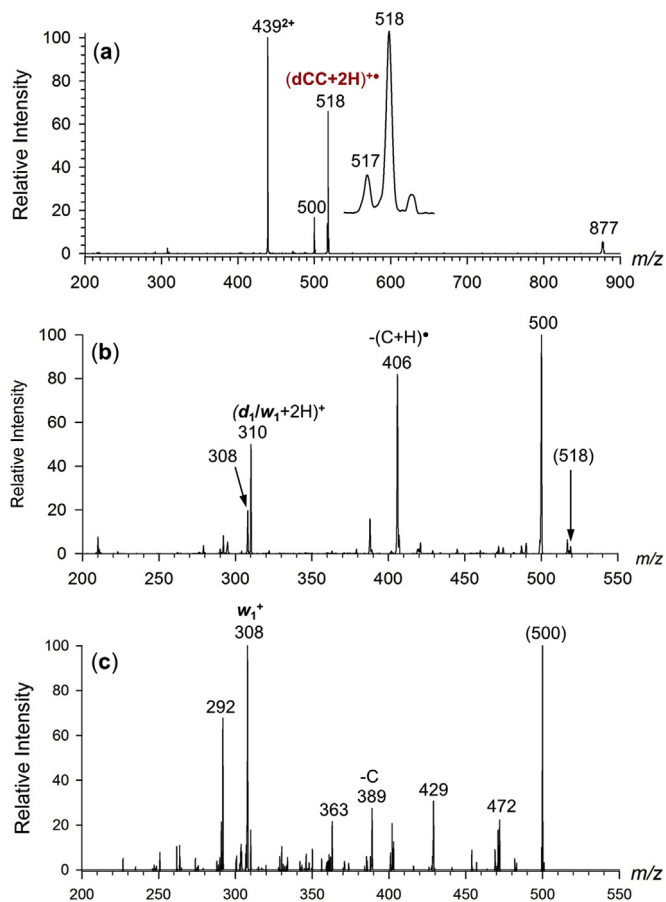 (a)
439²⁺
(dCC+2H)⁺•
518
518
517
500
877
Relative Intensity
100
80
60
40
20
0
200 300 400 500 600 700 800 900
m/z
(b)
-(C+H)•
406
500
(d₁/w₁+2H)⁺
310
308
(518)
Relative Intensity
100
80
60
40
20
0
200 250 300 350 400 450 500 550
m/z
(c)
w₁⁺
308
(500)
292
-C
389
363
429
472
Relative Intensity
100
80
60
40
20
0
200 250 300 350 400 450 500 550
m/z